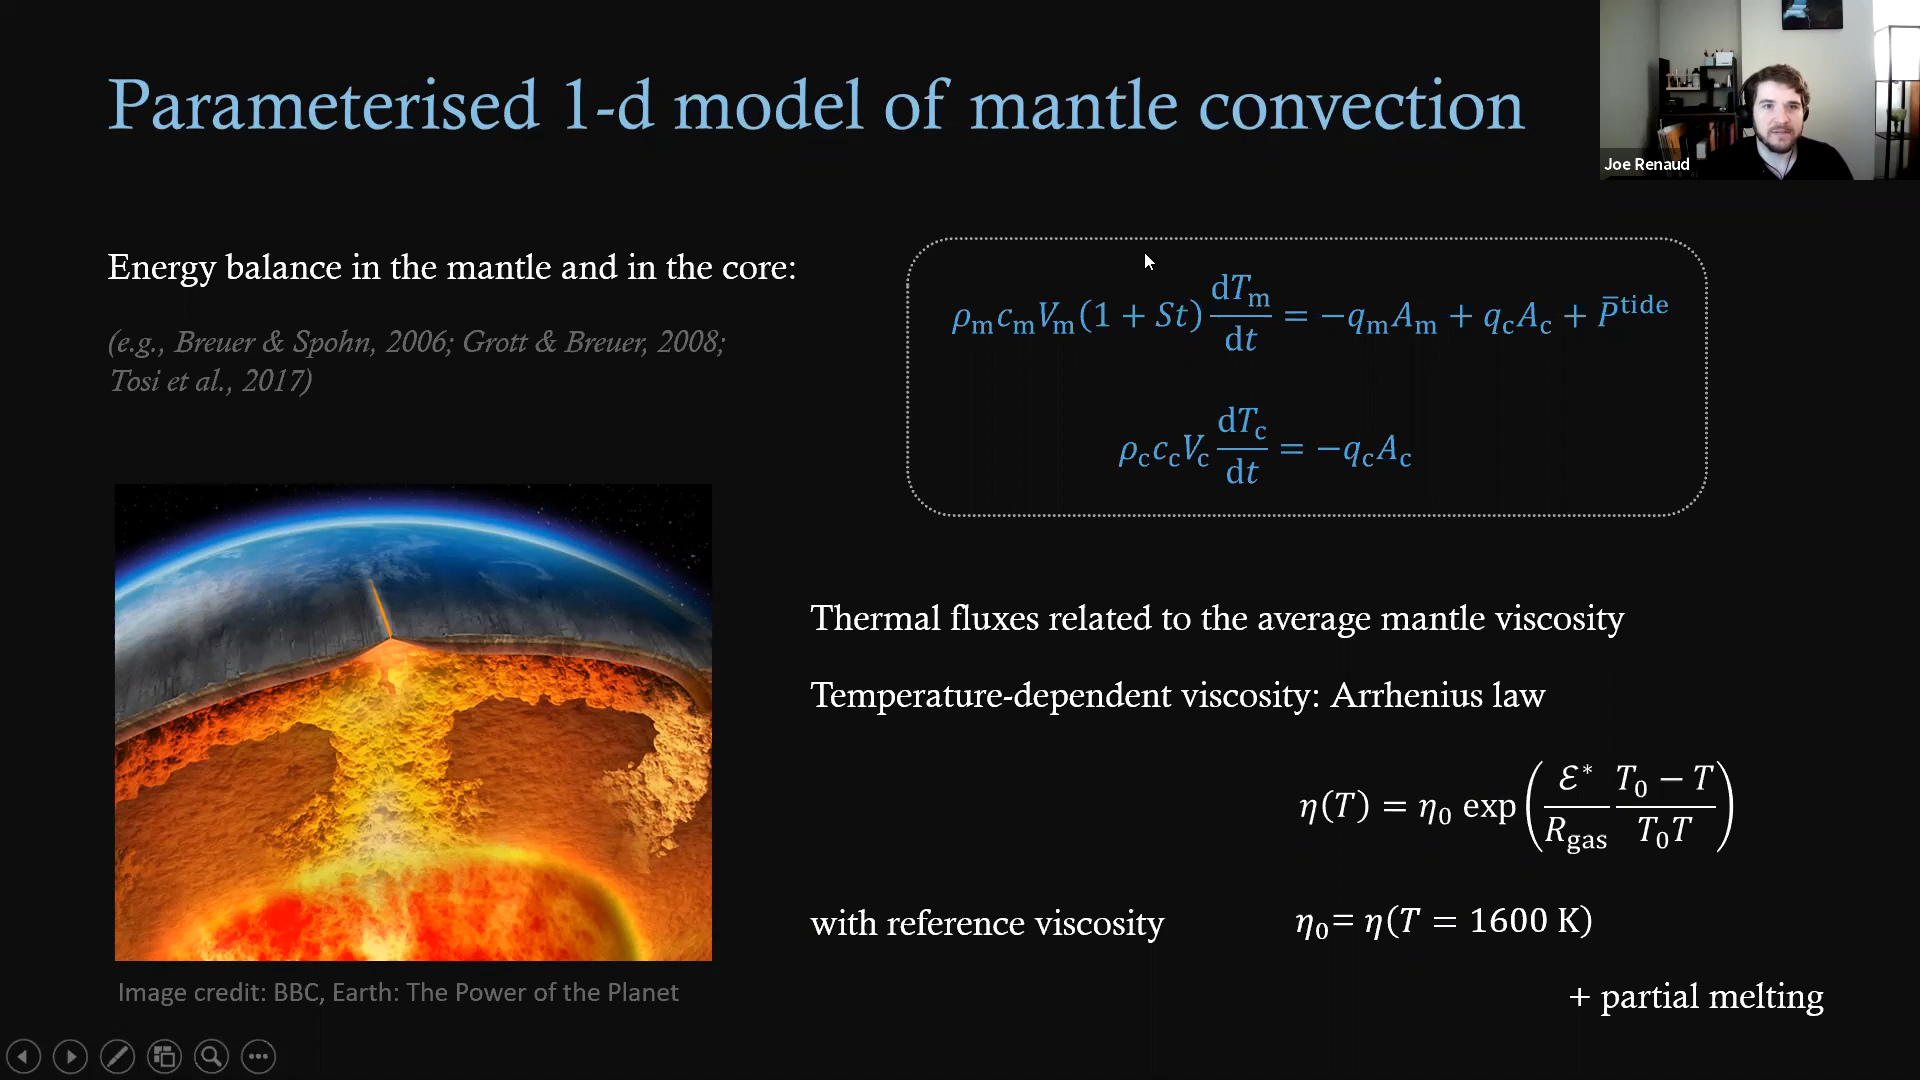 Parameterised 1-d model of mantle convection
Joe Renaud
Energy balance in the mantle and in the core:
(e.g., Breuer & Spohn, 2006; Grott & Breuer, 2008;
Tosi et al., 2017)
ρ_m c_m V_m (1 + St) dT_m/dt = −q_m A_m + q_c A_c + P̅^tide
ρ_c c_c V_c dT_c/dt = −q_c A_c
Thermal fluxes related to the average mantle viscosity
Temperature-dependent viscosity: Arrhenius law
η(T) = η_0 exp(ℰ*/R_gas (T_0 − T)/(T_0 T))
with reference viscosity η_0 = η(T = 1600 K)
+ partial melting
Image credit: BBC, Earth: The Power of the Planet